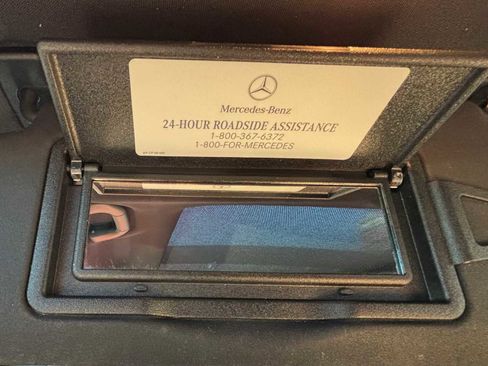 Mercedes-Benz
24-HOUR ROADSIDE ASSISTANCE
1-800-367-6372
1-800-FOR-MERCEDES